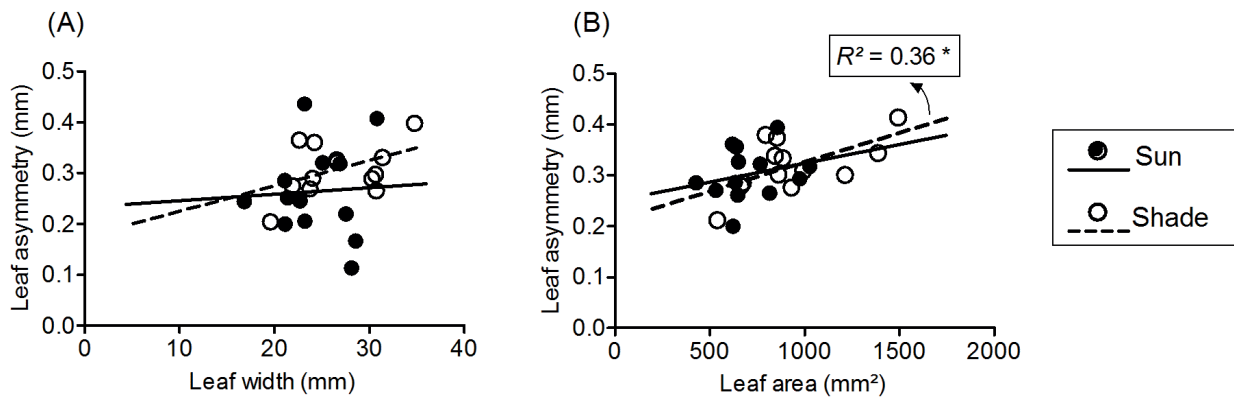 (A)
Leaf asymmetry (mm)
0.5
0.4
0.3
0.2
0.1
0.0
0
10
20
30
40
Leaf width (mm)
(B)
R² = 0.36 *
Leaf asymmetry (mm)
0.5
0.4
0.3
0.2
0.1
0.0
0
500
1000
1500
2000
Leaf area (mm²)
Sun
Shade